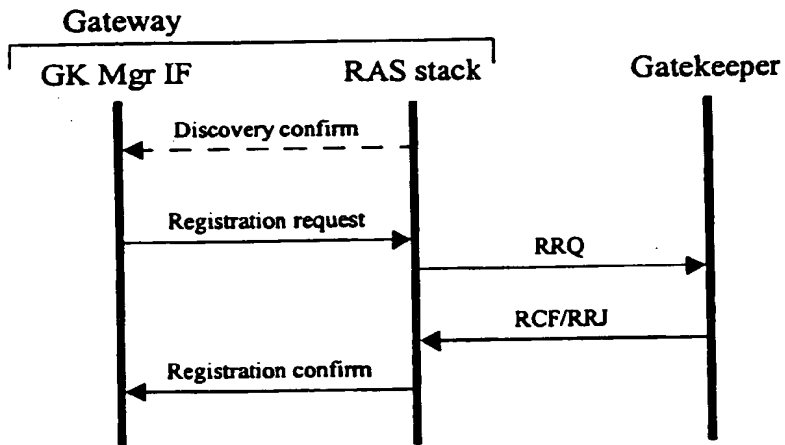 Gateway
GK Mgr IF
RAS stack
Gatekeeper
Discovery confirm
Registration request
RRQ
RCF/RRJ
Registration confirm